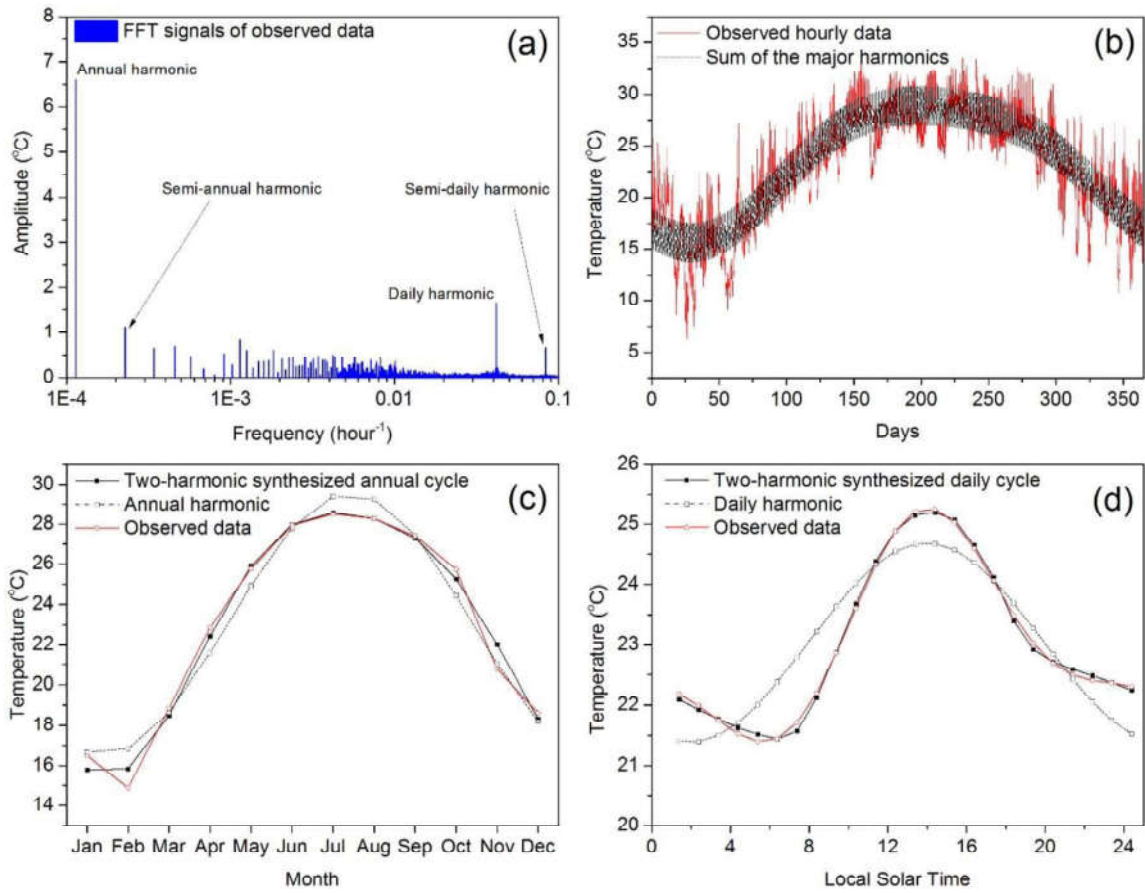 FFT signals of observed data
(a)
Annual harmonic
Semi-annual harmonic
Semi-daily harmonic
Daily harmonic
Amplitude (°C)
8
7
6
5
4
3
2
1
0
1E-4
1E-3
0.01
0.1
Frequency (hour⁻¹)
Observed hourly data
Sum of the major harmonics
(b)
Temperature (°C)
35
30
25
20
15
10
5
0
50
100
150
200
250
300
350
Days
Two-harmonic synthesized annual cycle
Annual harmonic
Observed data
(c)
Temperature (°C)
30
28
26
24
22
20
18
16
14
Jan Feb Mar Apr May Jun Jul Aug Sep Oct Nov Dec
Month
Two-harmonic synthesized daily cycle
Daily harmonic
Observed data
(d)
Temperature (°C)
26
25
24
23
22
21
20
0
4
8
12
16
20
24
Local Solar Time